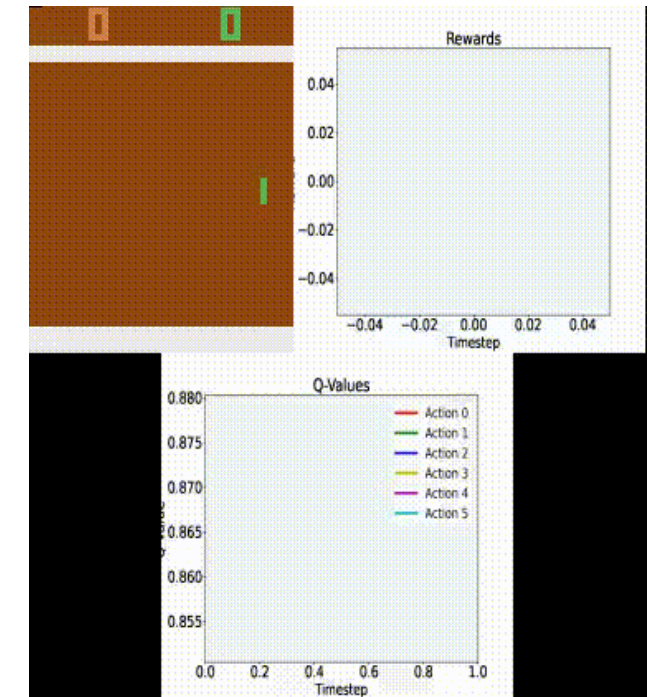 0 0
Rewards
0.04
0.02
0.00
−0.02
−0.04
−0.04 −0.02 0.00 0.02 0.04
Timestep
Q-Values
0.880
0.875
0.870
0.865
0.860
0.855
Action 0
Action 1
Action 2
Action 3
Action 4
Action 5
0.0 0.2 0.4 0.6 0.8 1.0
Timestep